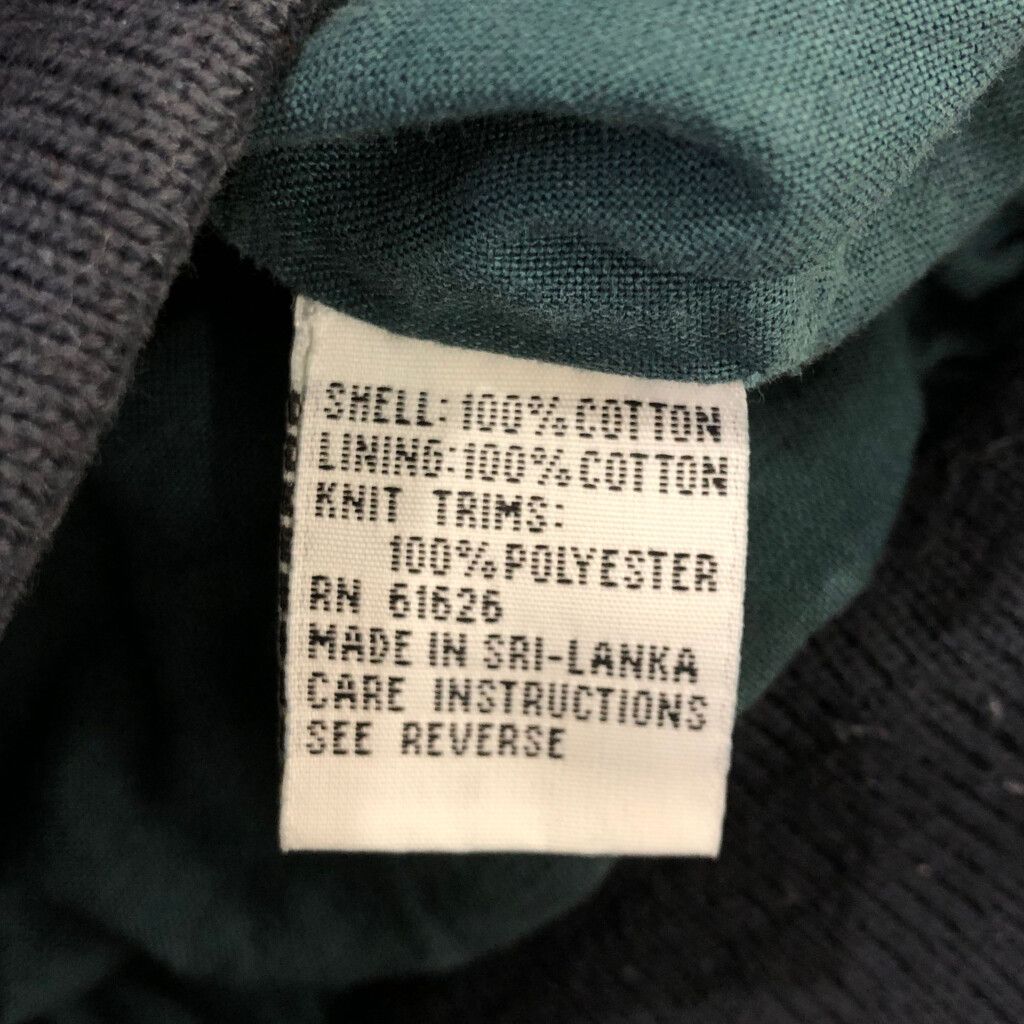 SHELL: 100% COTTON
LINING: 100% COTTON
KNIT TRIMS:
100% POLYESTER
RN 61626
MADE IN SRI-LANKA
CARE INSTRUCTIONS
SEE REVERSE